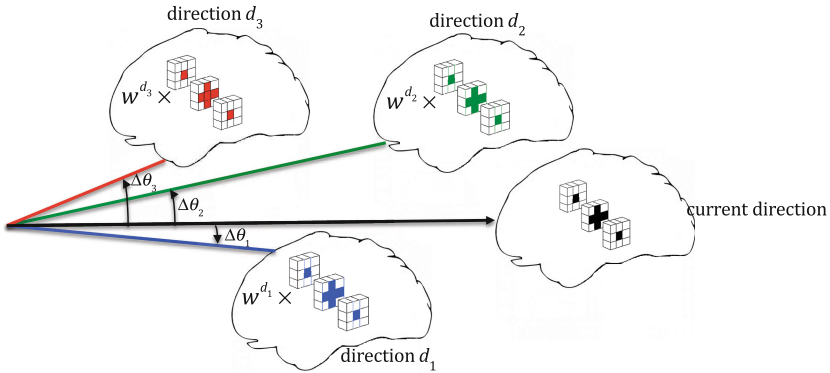 direction d₃
direction d₂
w^{d₃} ×
w^{d₂} ×
Δθ₃
Δθ₂
current direction
Δθ₁
w^{d₁} ×
direction d₁